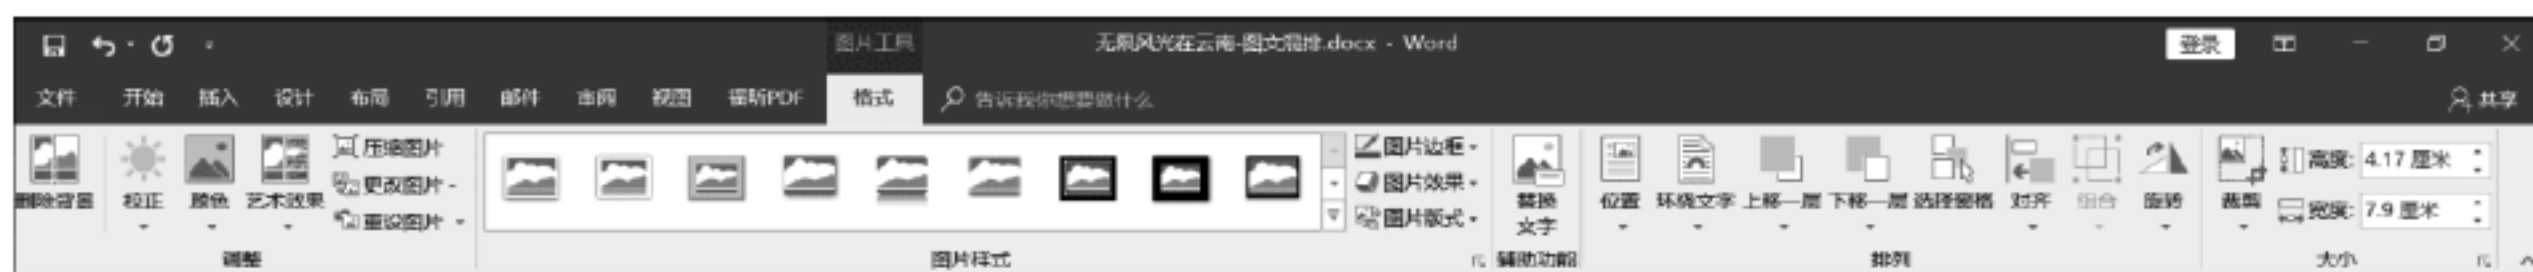 图片工具 无限风光在云南-图文混排.docx - Word 登录
文件 开始 插入 设计 布局 引用 邮件 审阅 视图 福昕PDF 格式 告诉我你想要做什么 共享
压缩图片 图片边框 高度: 4.17 厘米
更改图片 图片效果
删除背景 校正 颜色 艺术效果 替换 位置 环绕文字 上移一层 下移一层 选择窗格 对齐 组合 旋转 裁剪 宽度: 7.9 厘米
重设图片 图片版式 文字
调整 图片样式 辅助功能 排列 大小